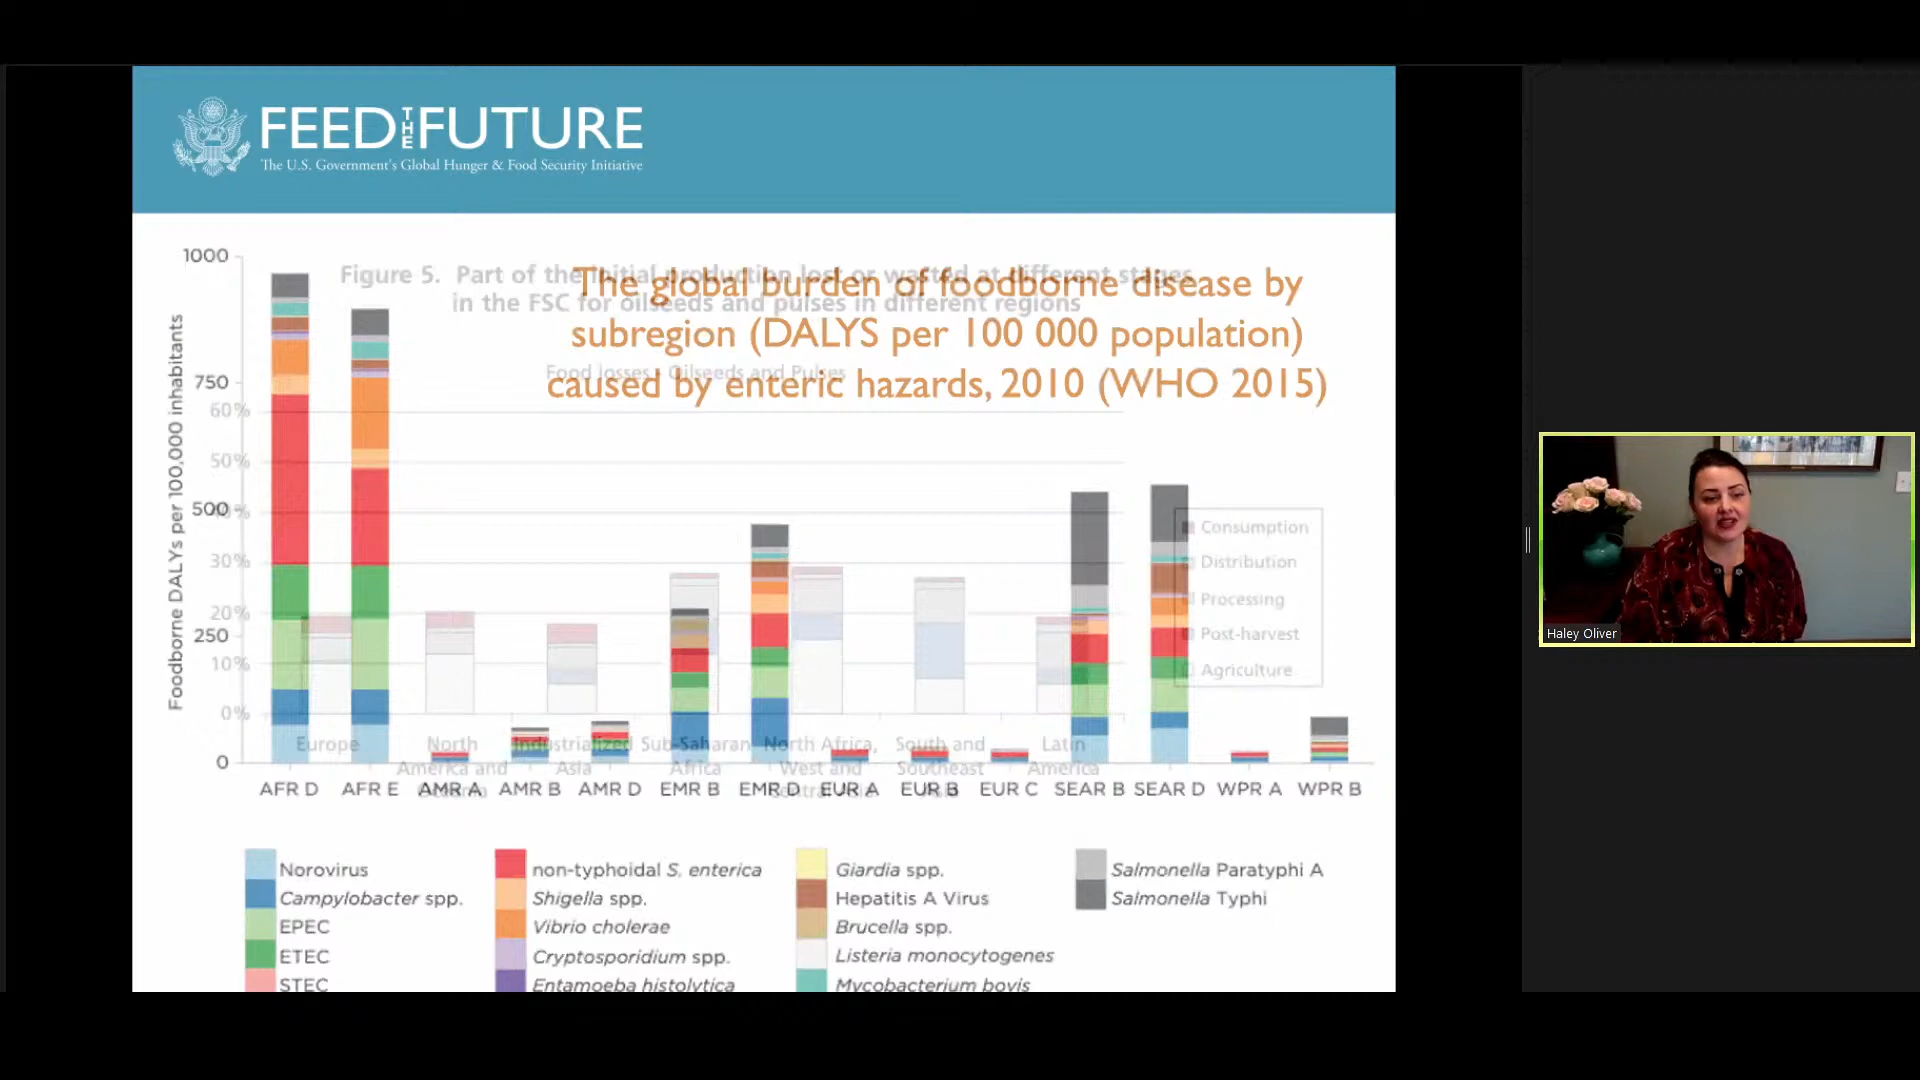 FEED THE FUTURE
The U.S. Government's Global Hunger & Food Security Initiative
Figure 5. Part of the initial production lost or wasted at different stages
in the FSC for oilseeds and pulses in different regions
The global burden of foodborne disease by
subregion (DALYS per 100 000 population)
caused by enteric hazards, 2010 (WHO 2015)
Food losses - Oilseeds and Pulses
Foodborne DALYs per 100,000 inhabitants
1000
750
500
250
0
60%
50%
40%
30%
20%
10%
0%
Consumption
Distribution
Processing
Post-harvest
Agriculture
Europe
North
America and
Oceania
Industrialized
Asia
Sub-Saharan
Africa
North Africa,
West and
Central Asia
South and
Southeast
Asia
Latin
America
AFR D AFR E AMR A AMR B AMR D EMR B EMR D EUR A EUR B EUR C SEAR B SEAR D WPR A WPR B
Norovirus
Campylobacter spp.
EPEC
ETEC
STEC
non-typhoidal S. enterica
Shigella spp.
Vibrio cholerae
Cryptosporidium spp.
Entamoeba histolytica
Giardia spp.
Hepatitis A Virus
Brucella spp.
Listeria monocytogenes
Mycobacterium bovis
Salmonella Paratyphi A
Salmonella Typhi
Haley Oliver